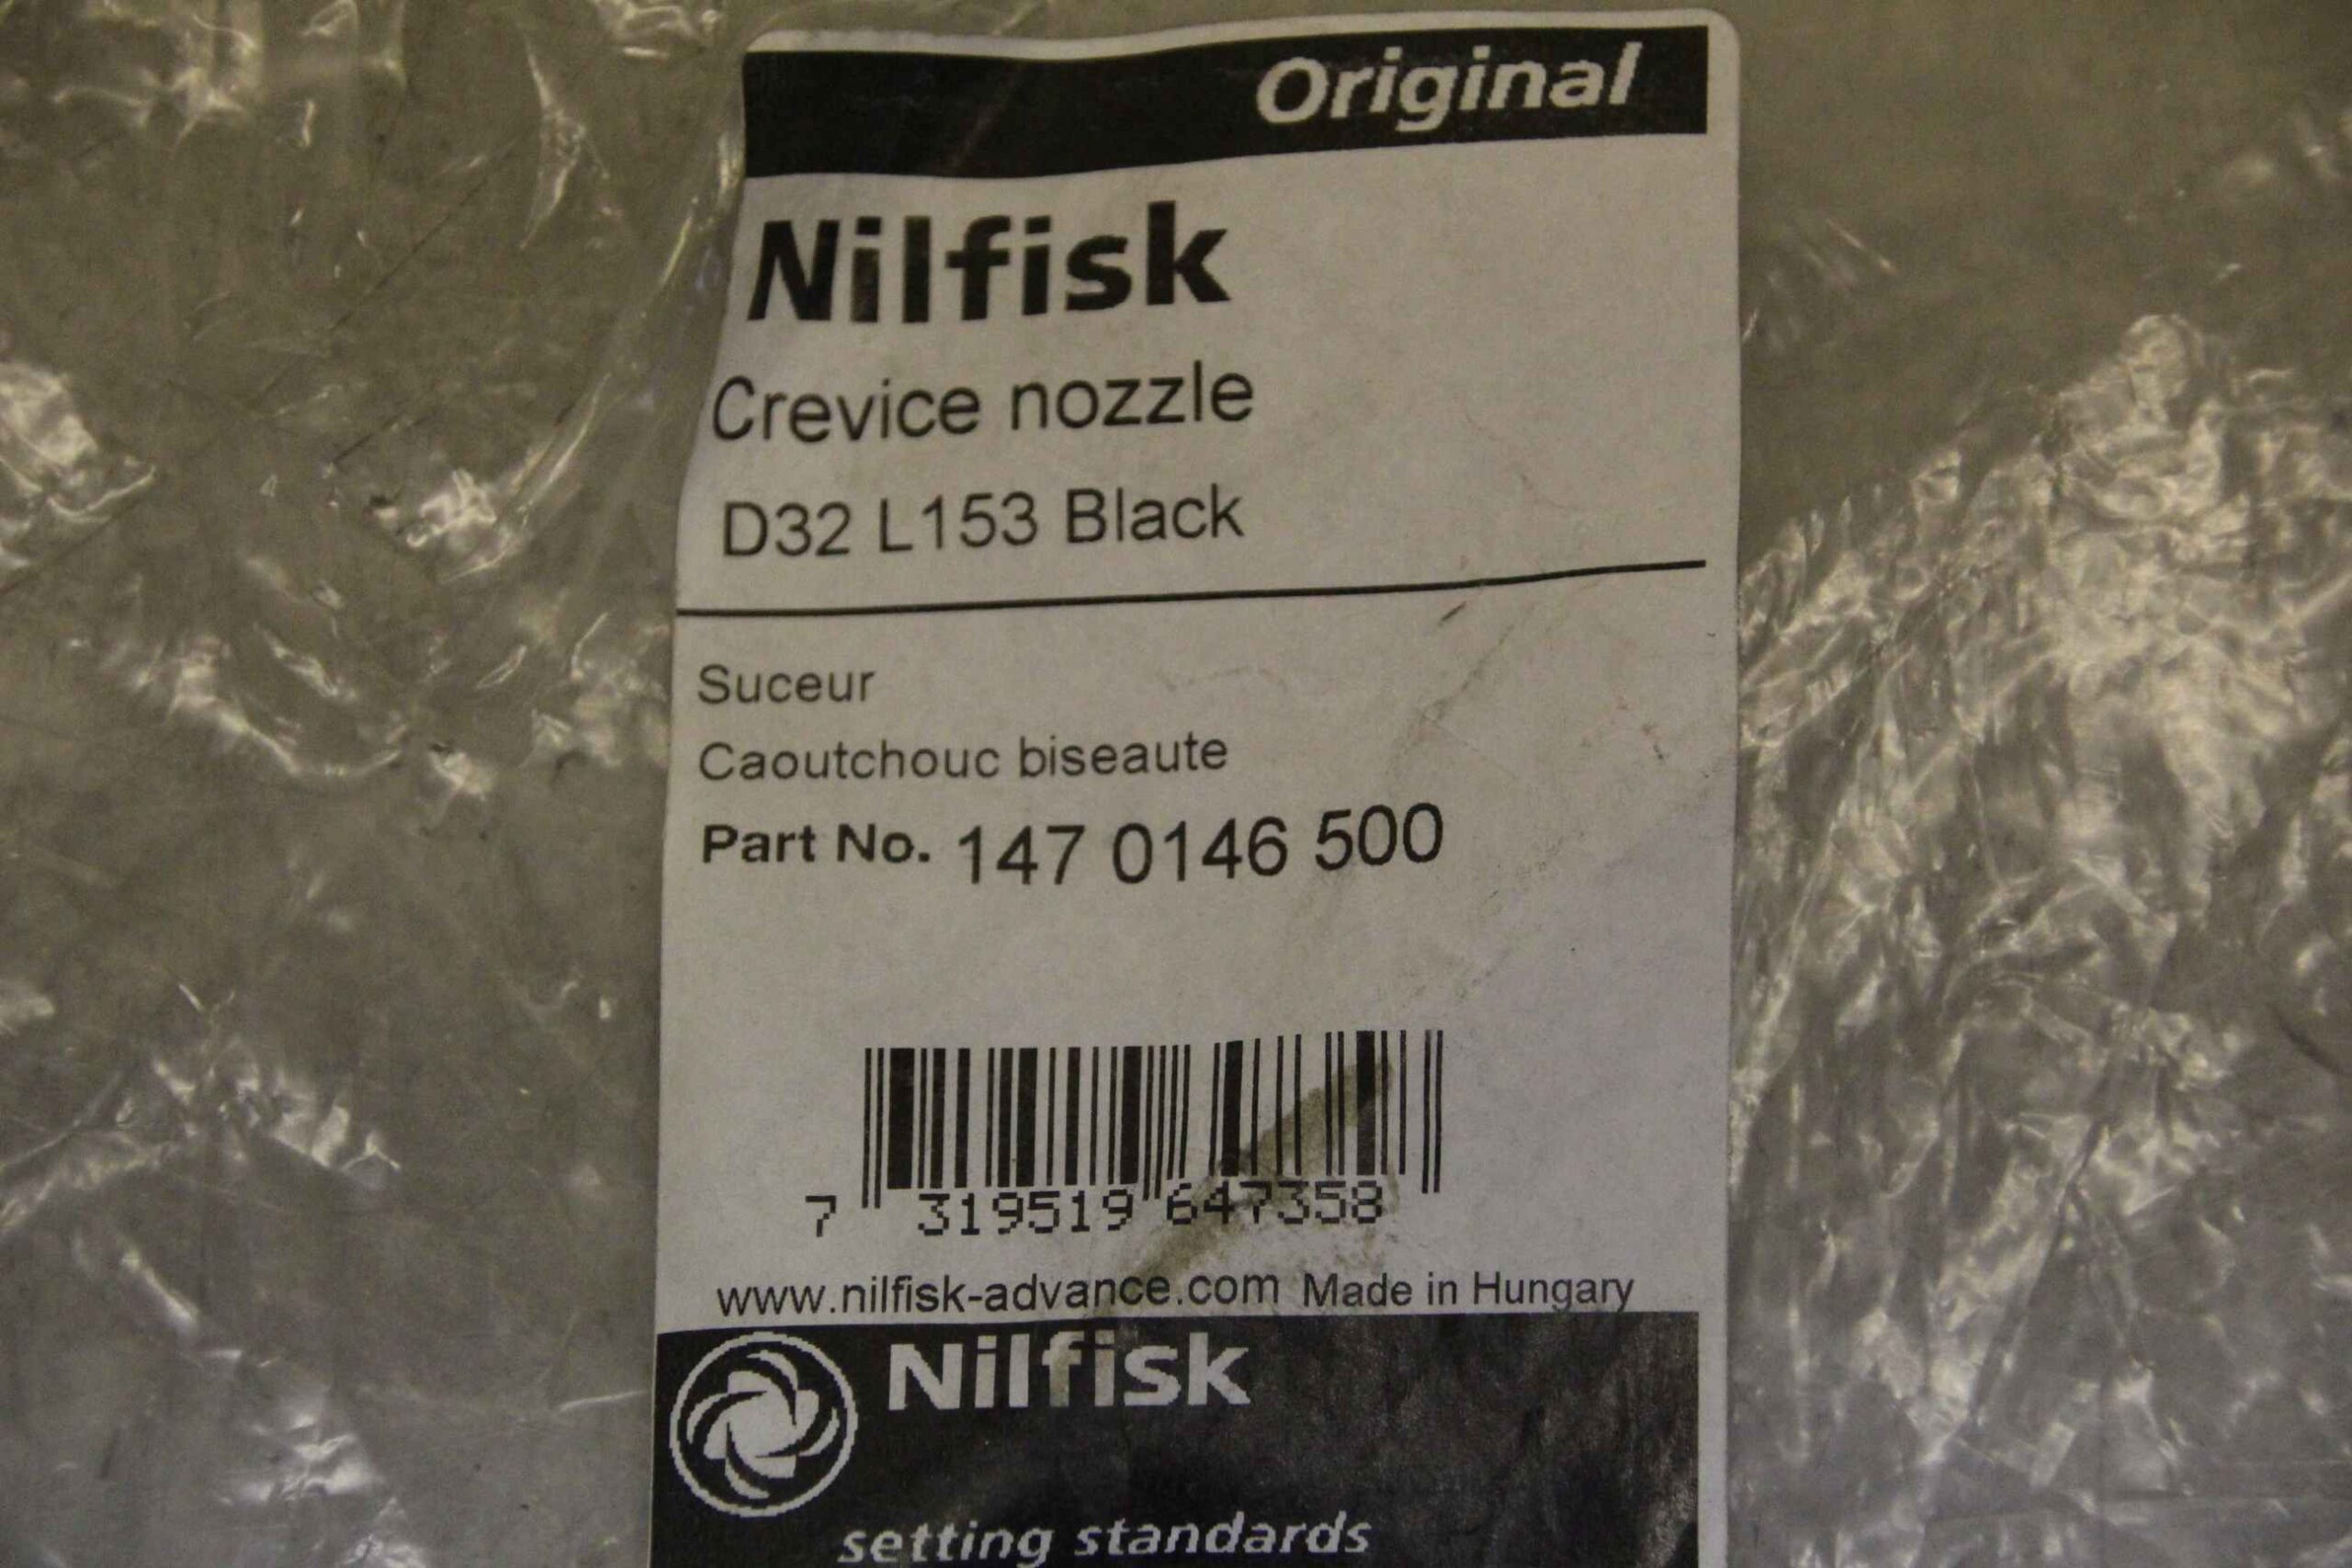 Original
Nilfisk
Crevice nozzle
D32 L153 Black
Suceur
Caoutchouc biseaute
Part No. 147 0146 500
7 319519 647358
www.nilfisk-advance.com Made in Hungary
Nilfisk
setting standards